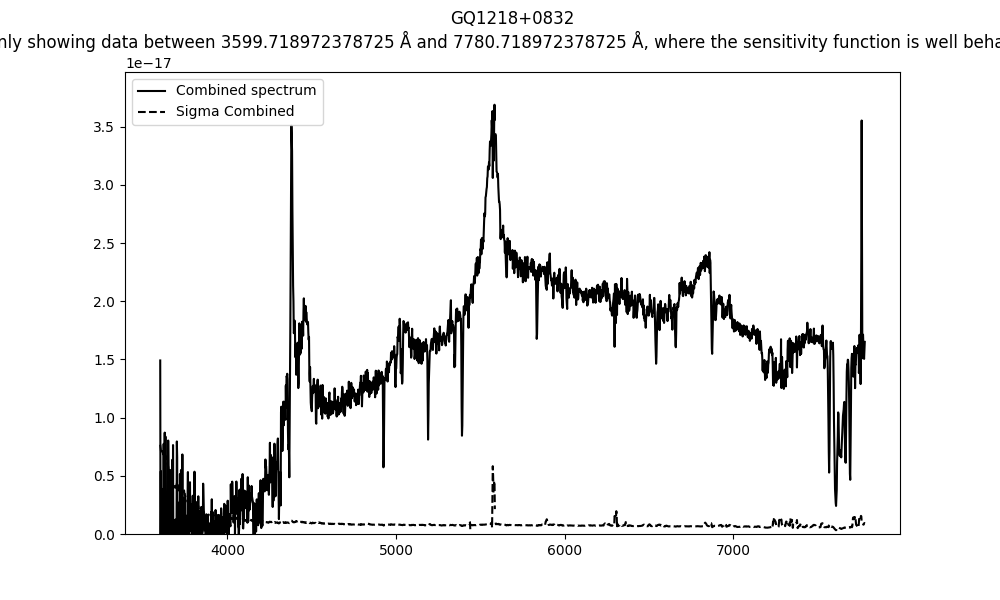 GQ1218+0832
nly showing data between 3599.718972378725 Å and 7780.718972378725 Å, where the sensitivity function is well beha
1e−17
Combined spectrum
Sigma Combined
3.5
3.0
2.5
2.0
1.5
1.0
0.5
0.0
4000 5000 6000 7000